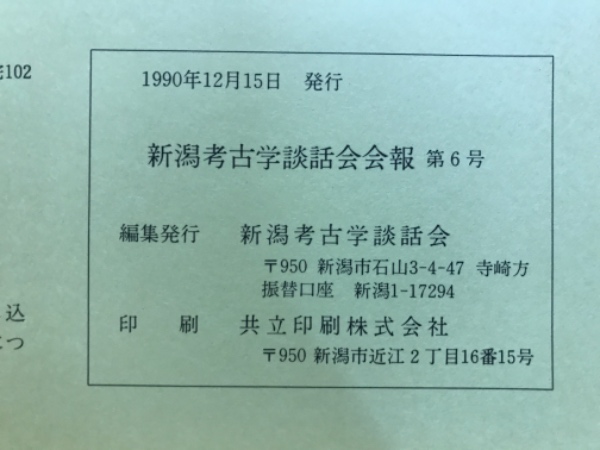 1990年12月15日　発行
新潟考古学談話会会報 第6号
編集発行　新潟考古学談話会
〒950 新潟市石山3-4-47 寺崎方
振替口座　新潟1-17294
印　刷　共立印刷株式会社
〒950 新潟市近江2丁目16番15号
102
込
つ